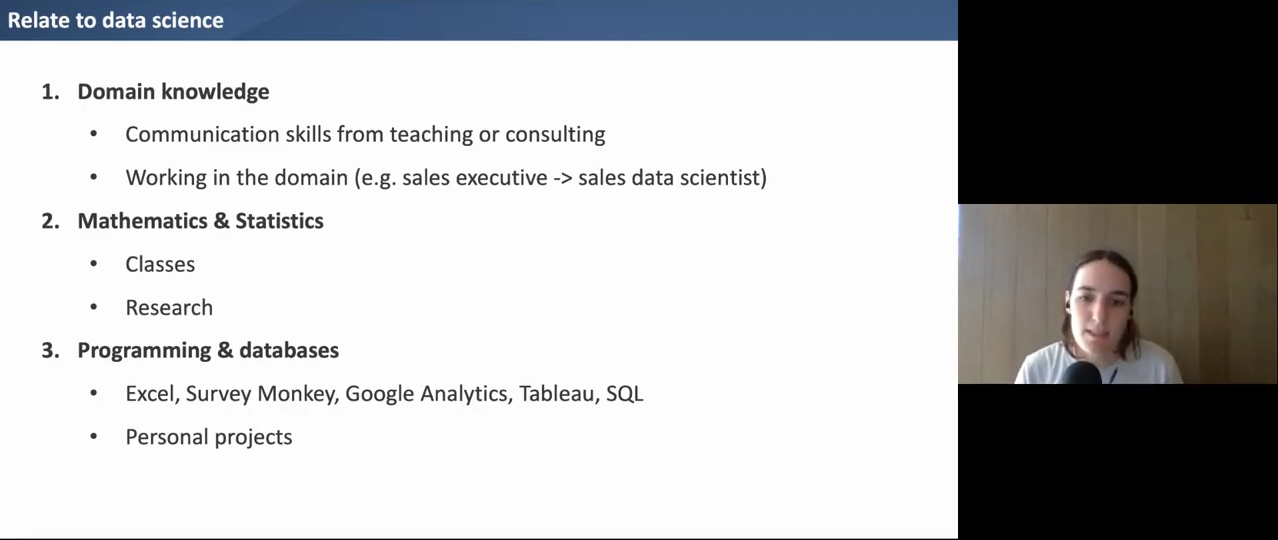 Relate to data science
1. Domain knowledge
• Communication skills from teaching or consulting
• Working in the domain (e.g. sales executive -> sales data scientist)
2. Mathematics & Statistics
• Classes
• Research
3. Programming & databases
• Excel, Survey Monkey, Google Analytics, Tableau, SQL
• Personal projects